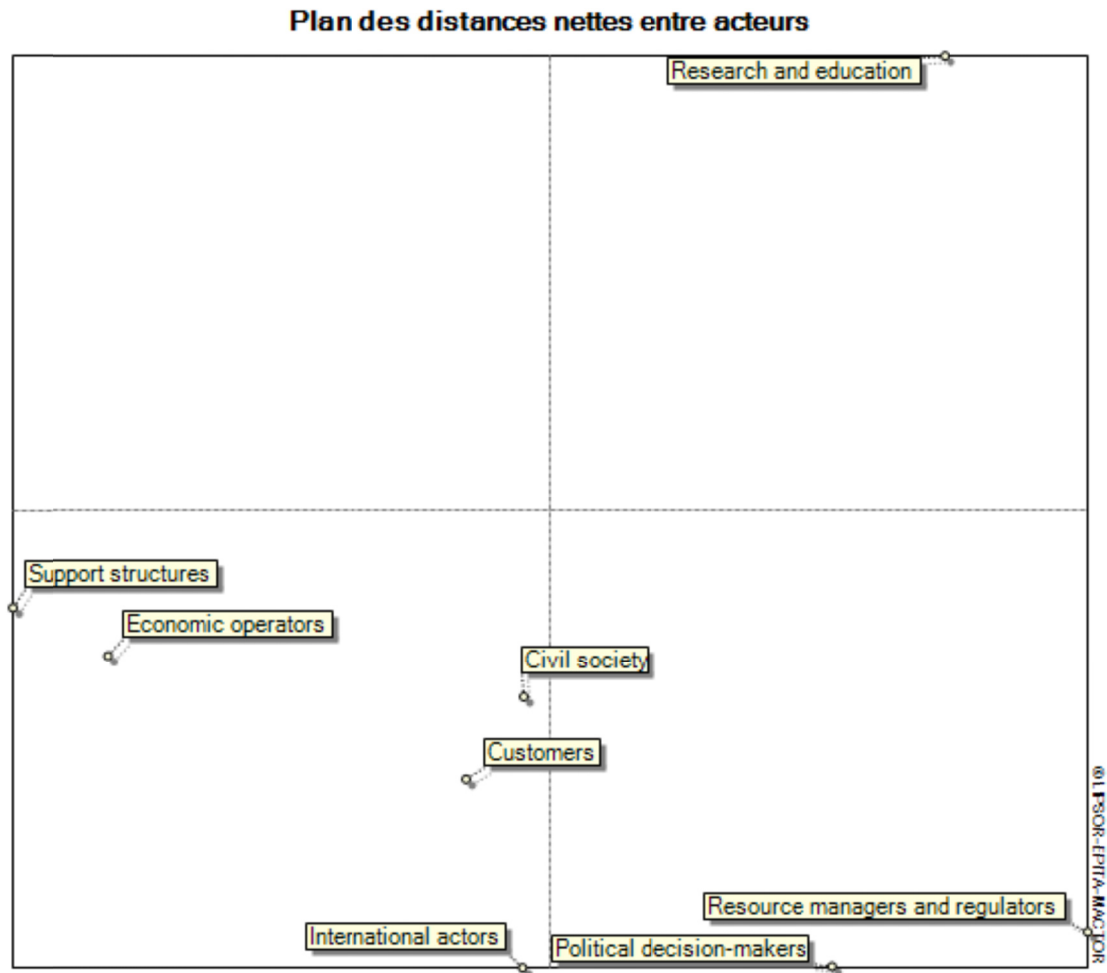 Plan des distances nettes entre acteurs
Research and education
Support structures
Economic operators
Civil society
Customers
Resource managers and regulators
International actors
Political decision-makers
© LIPSOR-EPITA-MACTOR